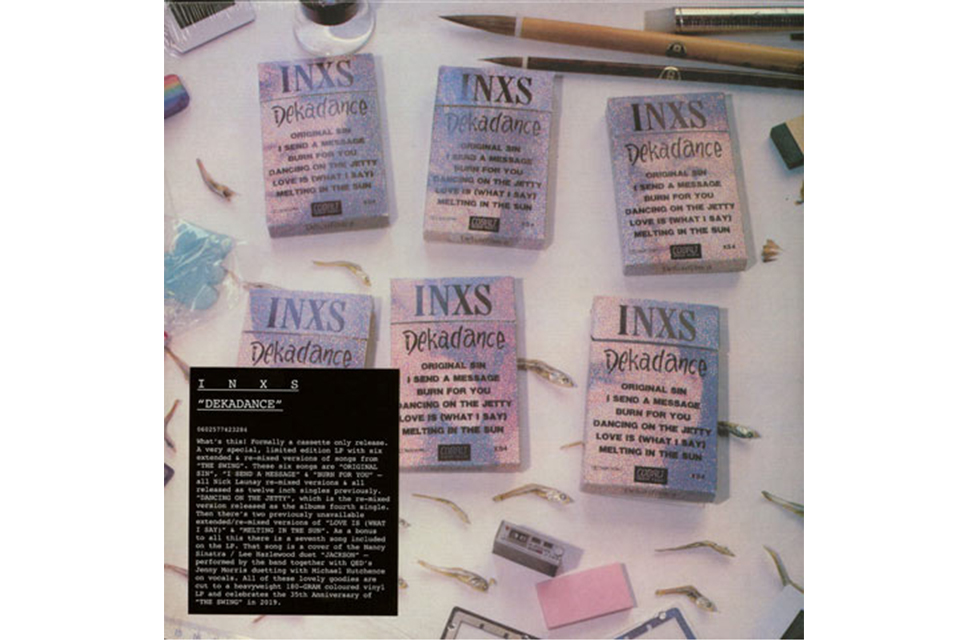 INXS
Dekadance
ORIGINAL SIN
I SEND A MESSAGE
BURN FOR YOU
DANCING ON THE JETTY
LOVE IS (WHAT I SAY)
MELTING IN THE SUN
INXS
Dekadance
ORIGINAL SIN
I SEND A MESSAGE
BURN FOR YOU
DANCING ON THE JETTY
LOVE IS (WHAT I SAY)
MELTING IN THE SUN
INXS
Dekadance
ORIGINAL SIN
I SEND A MESSAGE
BURN FOR YOU
DANCING ON THE JETTY
LOVE IS (WHAT I SAY)
MELTING IN THE SUN
INXS
Dekadance
INXS
Dekadance
ORIGINAL SIN
I SEND A MESSAGE
BURN FOR YOU
DANCING ON THE JETTY
LOVE IS (WHAT I SAY)
MELTING IN THE SUN
INXS
Dekadance
ORIGINAL SIN
I SEND A MESSAGE
BURN FOR YOU
DANCING ON THE JETTY
LOVE IS (WHAT I SAY)
MELTING IN THE SUN
I N X S
"DEKADANCE"
0602577423284
What's this! Formally a cassette only release.
A very special, limited edition LP with six
extended & re-mixed versions of songs from
"THE SWING". These six songs are "ORIGINAL
SIN", "I SEND A MESSAGE" & "BURN FOR YOU" –
all Nick Launay re-mixed versions & all
released as twelve inch singles previously.
"DANCING ON THE JETTY", which is the re-mixed
version released as the albums fourth single.
Then there's two previously unavailable
extended/re-mixed versions of "LOVE IS (WHAT
I SAY)" & "MELTING IN THE SUN". As a bonus
to all this there is a seventh song included
on the LP. That song is a cover of the Nancy
Sinatra / Lee Hazlewood duet "JACKSON" –
performed by the band together with QED's
Jenny Morris duetting with Michael Hutchence
on vocals. All of these lovely goodies are
cut to a heavyweight 180-GRAM coloured vinyl
LP and celebrates the 35th Anniversary of
"THE SWING" in 2019.